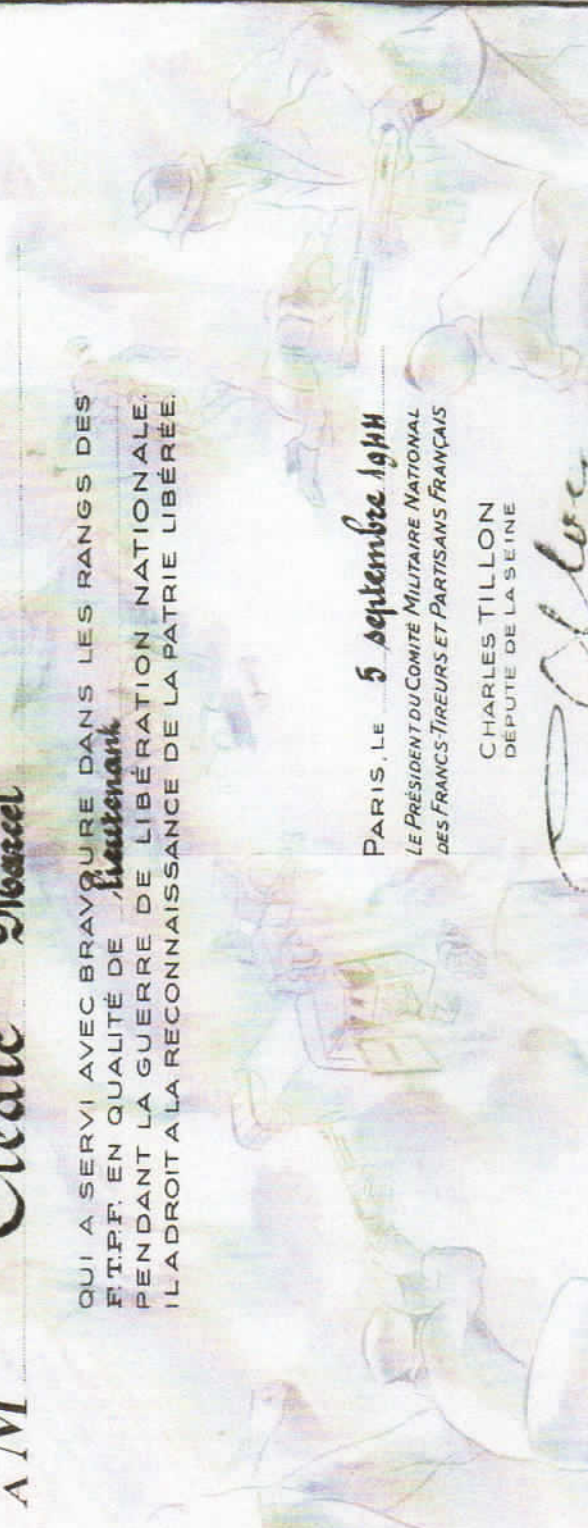 A M Marcel
QUI A SERVI AVEC BRAVOURE DANS LES RANGS DES
F.T.P.F. EN QUALITÉ DE lieutenant
PENDANT LA GUERRE DE LIBÉRATION NATIONALE.
IL A DROIT A LA RECONNAISSANCE DE LA PATRIE LIBÉRÉE.
PARIS, LE 5 septembre 1944
LE PRÉSIDENT DU COMITÉ MILITAIRE NATIONAL
DES FRANCS-TIREURS ET PARTISANS FRANÇAIS
CHARLES TILLON
DÉPUTÉ DE LA SEINE